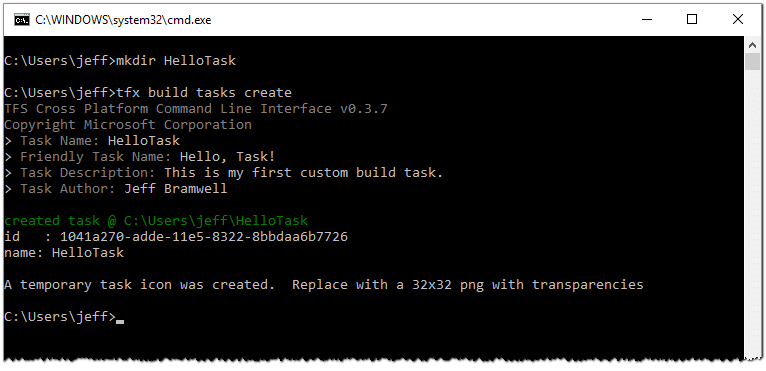 C:\WINDOWS\system32\cmd.exe
C:\Users\jeff>mkdir HelloTask
C:\Users\jeff>tfx build tasks create
TFS Cross Platform Command Line Interface v0.3.7
Copyright Microsoft Corporation
> Task Name: HelloTask
> Friendly Task Name: Hello, Task!
> Task Description: This is my first custom build task.
> Task Author: Jeff Bramwell
created task @ C:\Users\jeff\HelloTask
id   : 1041a270-adde-11e5-8322-8bbdaa6b7726
name: HelloTask
A temporary task icon was created.  Replace with a 32x32 png with transparencies
C:\Users\jeff>